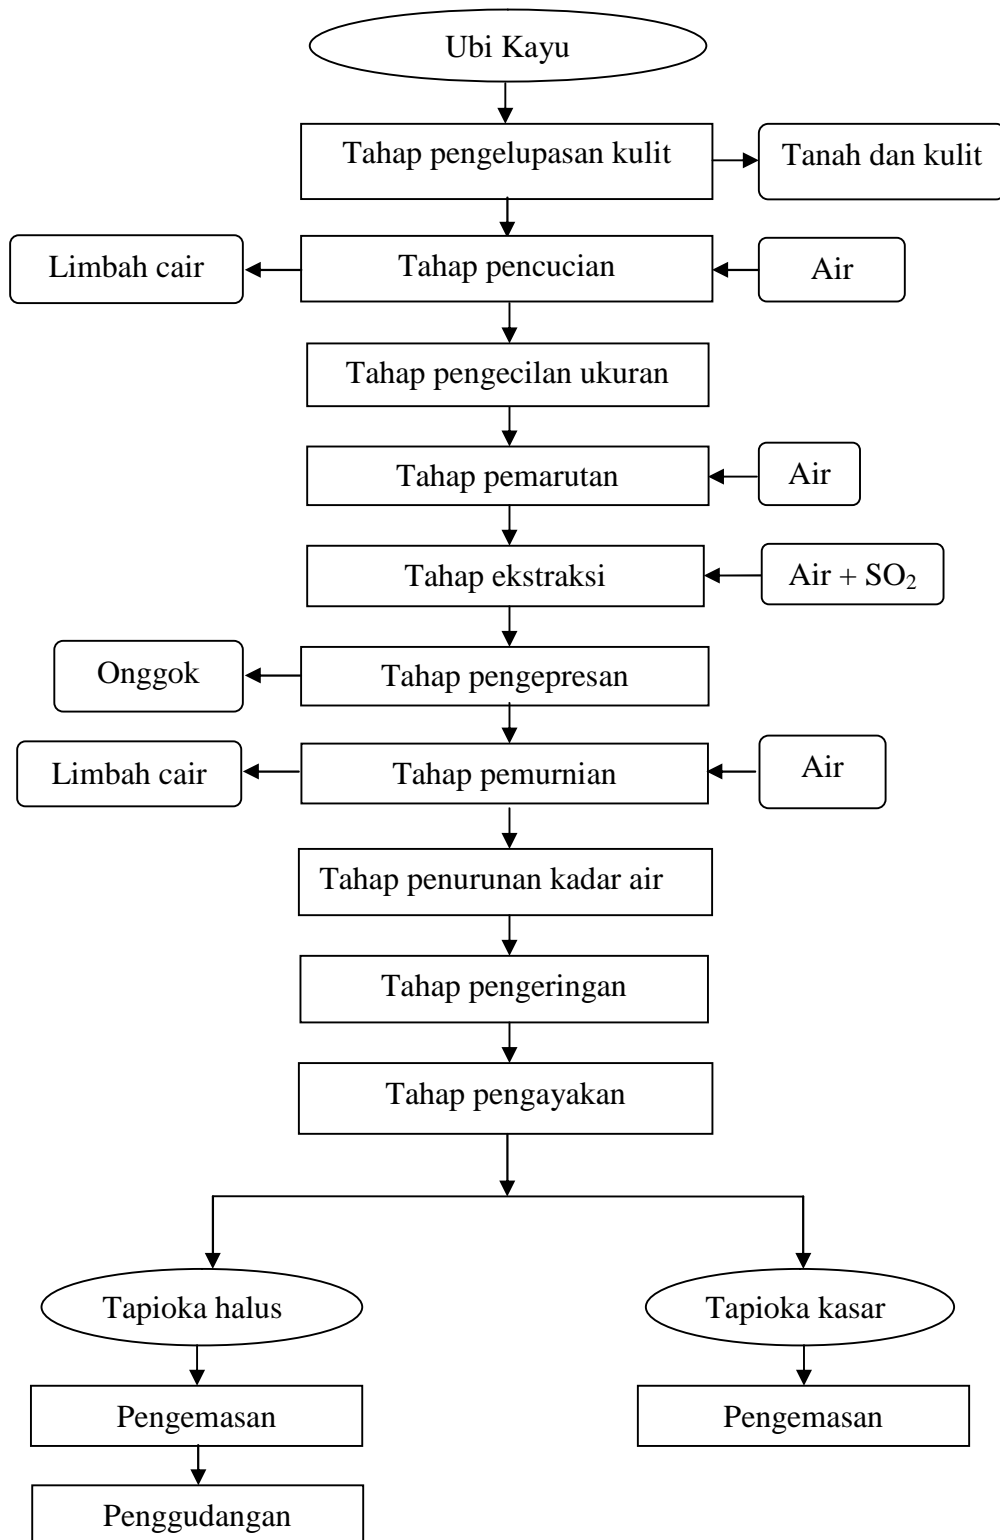 Ubi Kayu
Tahap pengelupasan kulit
Tanah dan kulit
Limbah cair
Tahap pencucian
Air
Tahap pengecilan ukuran
Tahap pemarutan
Air
Tahap ekstraksi
Air + SO₂
Onggok
Tahap pengepresan
Limbah cair
Tahap pemurnian
Air
Tahap penurunan kadar air
Tahap pengeringan
Tahap pengayakan
Tapioka halus
Tapioka kasar
Pengemasan
Pengemasan
Penggudangan